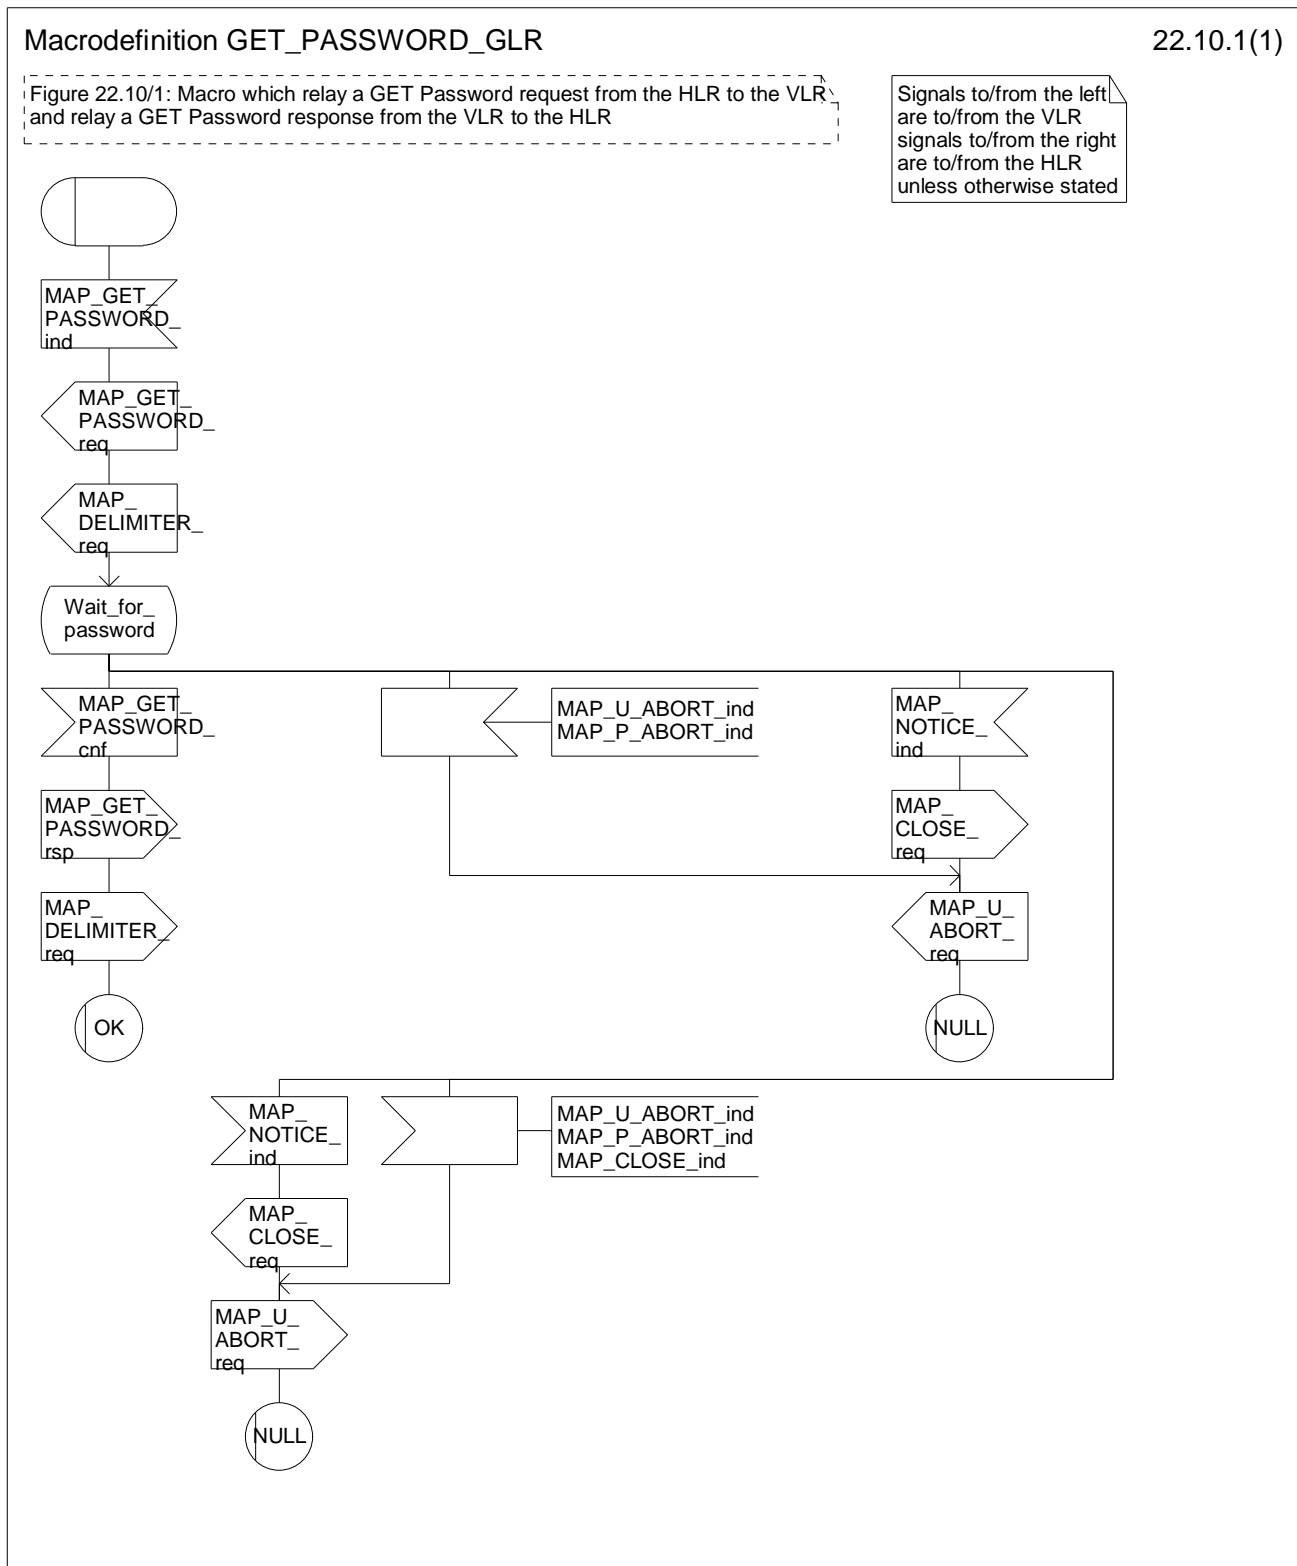 Macrodefinition GET_PASSWORD_GLR
22.10.1(1)
Figure 22.10/1: Macro which relay a GET Password request from the HLR to the VLR
and relay a GET Password response from the VLR to the HLR
Signals to/from the left
are to/from the VLR
signals to/from the right
are to/from the HLR
unless otherwise stated
MAP_GET_
PASSWORD_
ind
MAP_GET_
PASSWORD_
req
MAP_
DELIMITER_
req
Wait_for_
password
MAP_GET_
PASSWORD_
cnf
MAP_U_ABORT_ind
MAP_P_ABORT_ind
MAP_
NOTICE_
ind
MAP_GET_
PASSWORD_
rsp
MAP_
CLOSE_
req
MAP_
DELIMITER_
req
MAP_U_
ABORT_
req
OK
NULL
MAP_
NOTICE_
ind
MAP_U_ABORT_ind
MAP_P_ABORT_ind
MAP_CLOSE_ind
MAP_
CLOSE_
req
MAP_U_
ABORT_
req
NULL